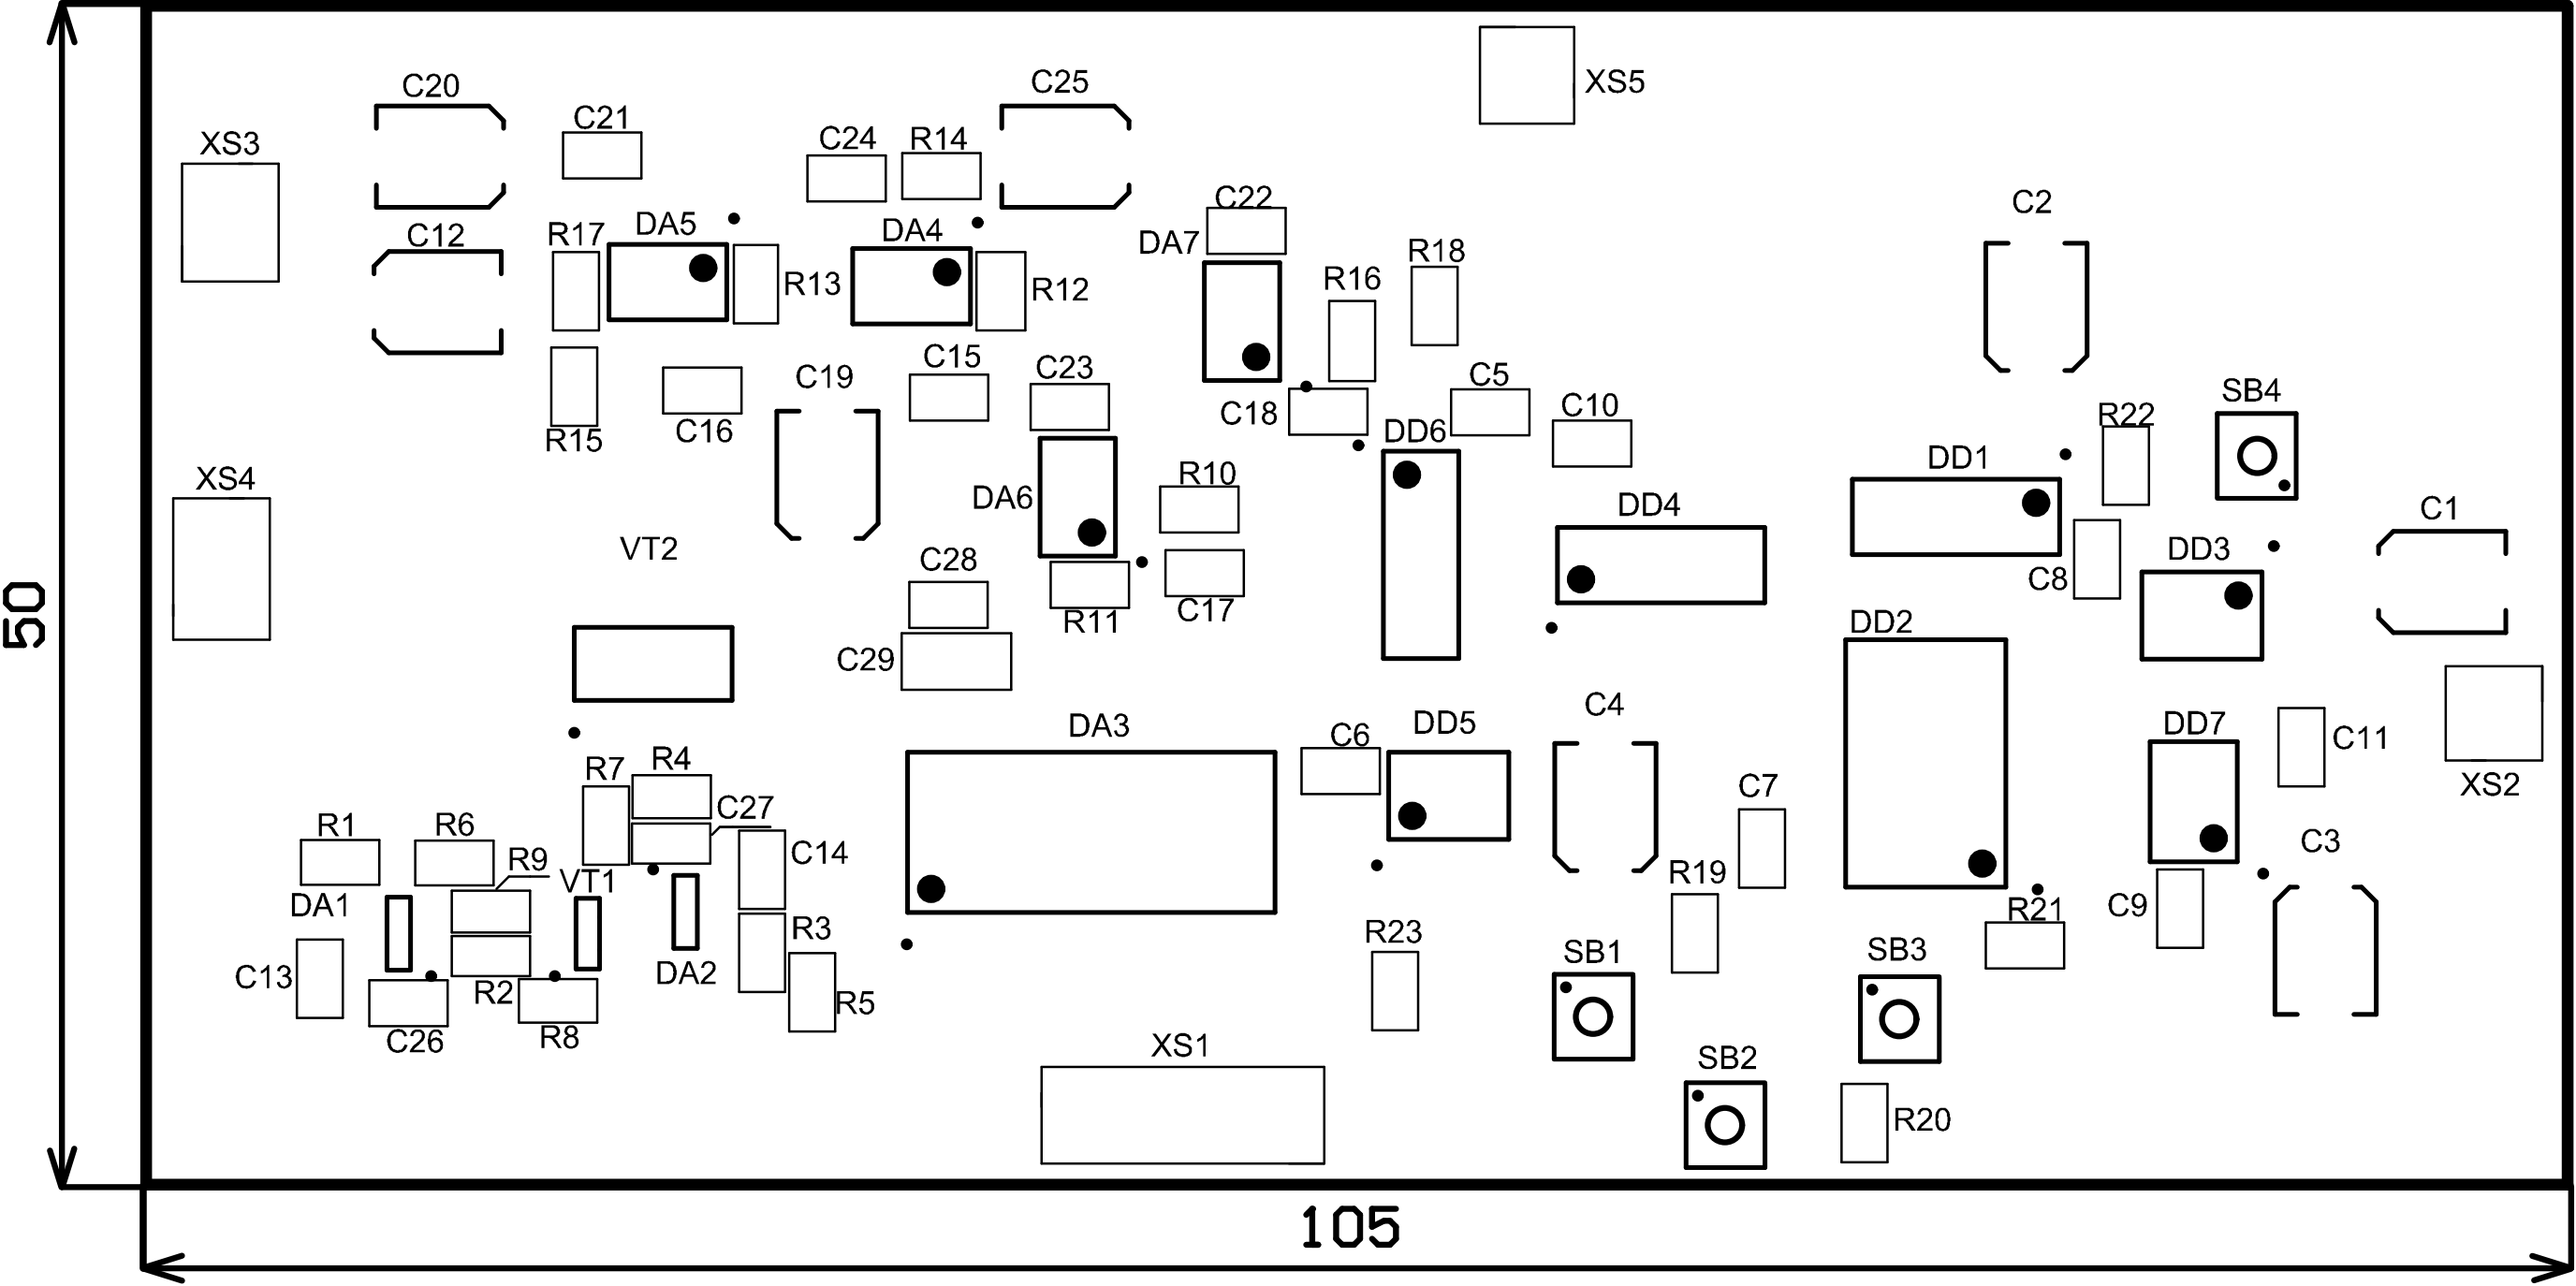 C20
C25
XS5
C21
XS3
C24
R14
C22
C2
DA5
DA4
R17
C12
DA7
R18
R16
R13
R12
C15
C23
C19
C5
SB4
C10
C18
R22
C16
R15
DD6
DD1
R10
XS4
DA6
DD4
C1
VT2
DD3
C28
C8
C17
R11
DD2
50
C29
C4
DD5
DD7
DA3
C6
C11
R4
R7
C7
XS2
C27
R1
R6
C3
C14
R9
R19
VT1
DA1
C9
R21
R3
R23
SB1
SB3
DA2
C13
R2
R5
R8
C26
XS1
SB2
R20
105